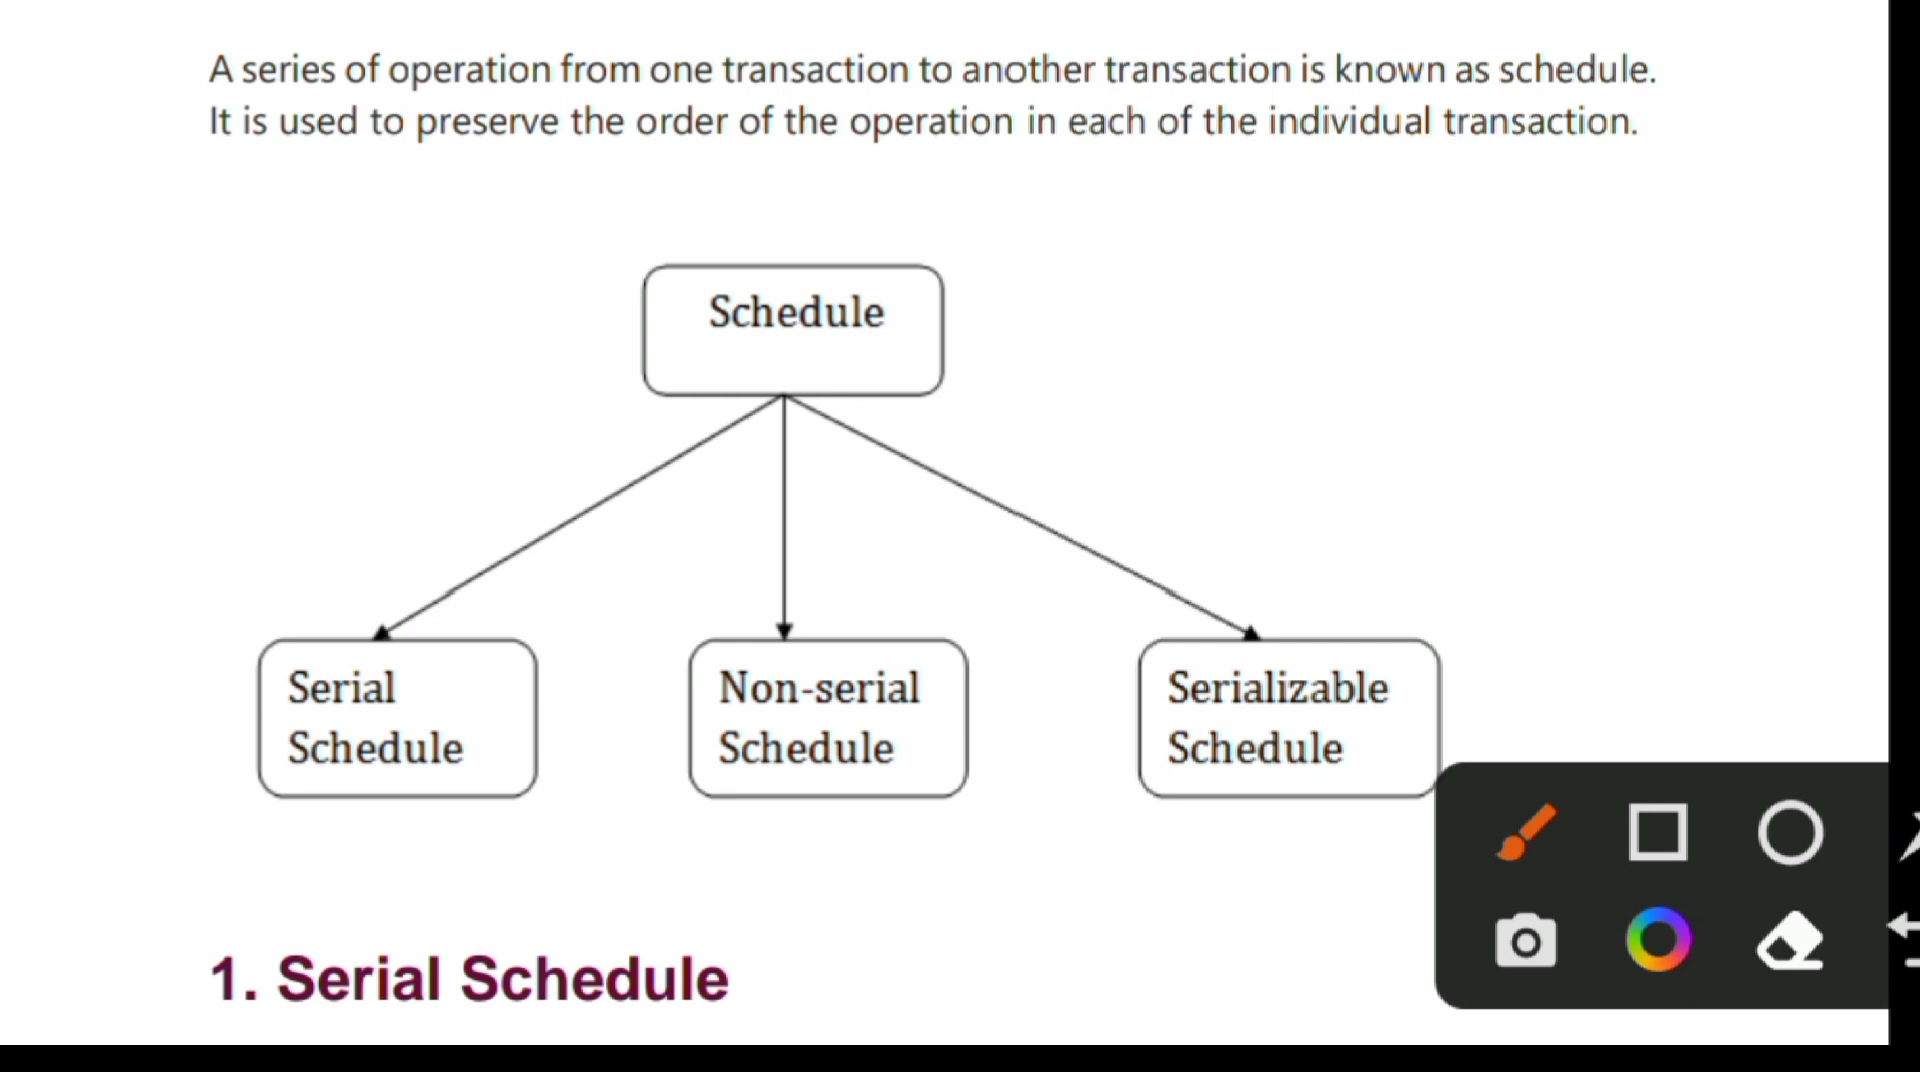 A series of operation from one transaction to another transaction is known as schedule.
It is used to preserve the order of the operation in each of the individual transaction.
Schedule
Serial
Schedule
Non-serial
Schedule
Serializable
Schedule
1. Serial Schedule